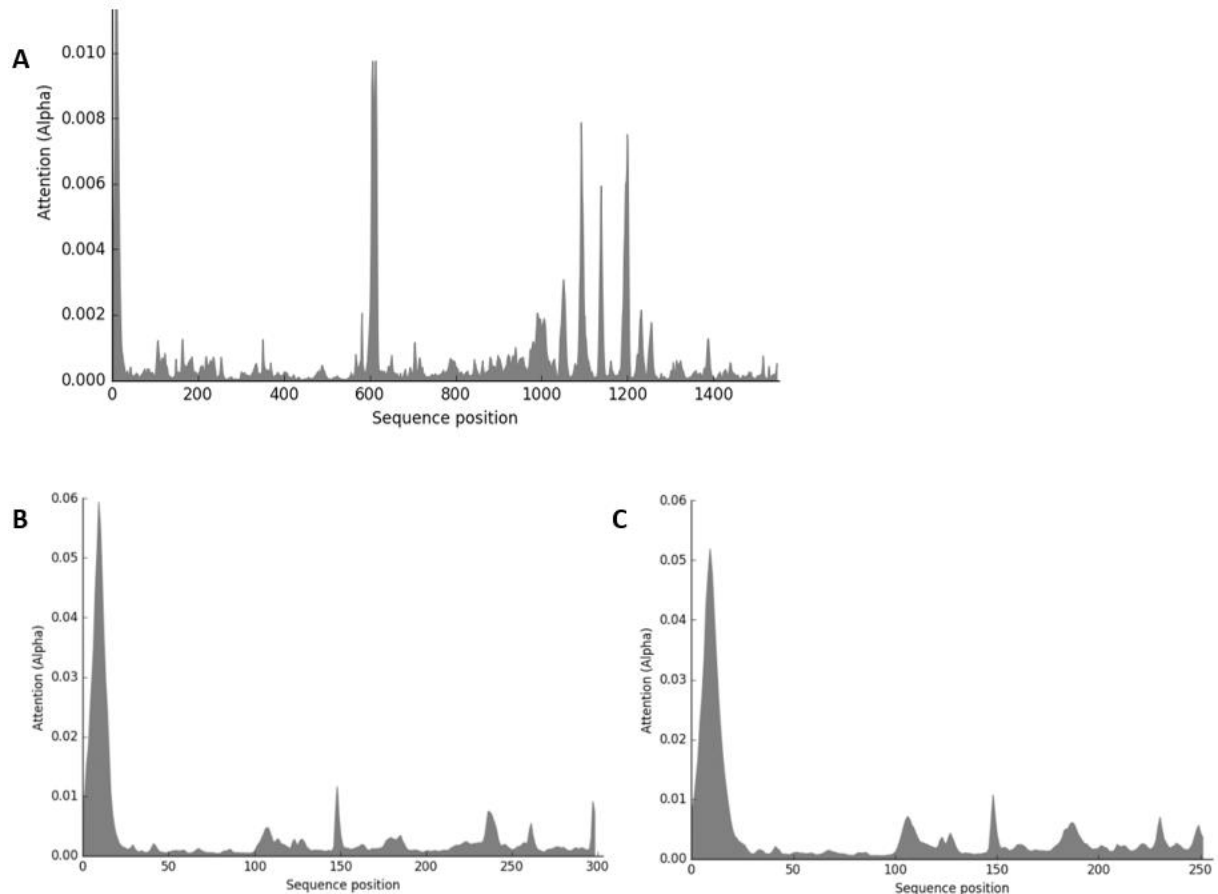 A
Attention (Alpha)
0.010
0.008
0.006
0.004
0.002
0.000
0 200 400 600 800 1000 1200 1400
Sequence position
B
Attention (Alpha)
0.06
0.05
0.04
0.03
0.02
0.01
0.00
0 50 100 150 200 250 300
Sequence position
C
Attention (Alpha)
0.06
0.05
0.04
0.03
0.02
0.01
0.00
0 50 100 150 200 250
Sequence position